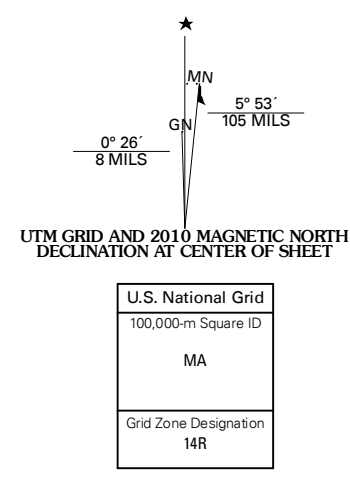 MN
5° 53´
105 MILS
GN
0° 26´
8 MILS
UTM GRID AND 2010 MAGNETIC NORTH
DECLINATION AT CENTER OF SHEET
U.S. National Grid
100,000-m Square ID
MA
Grid Zone Designation
14R